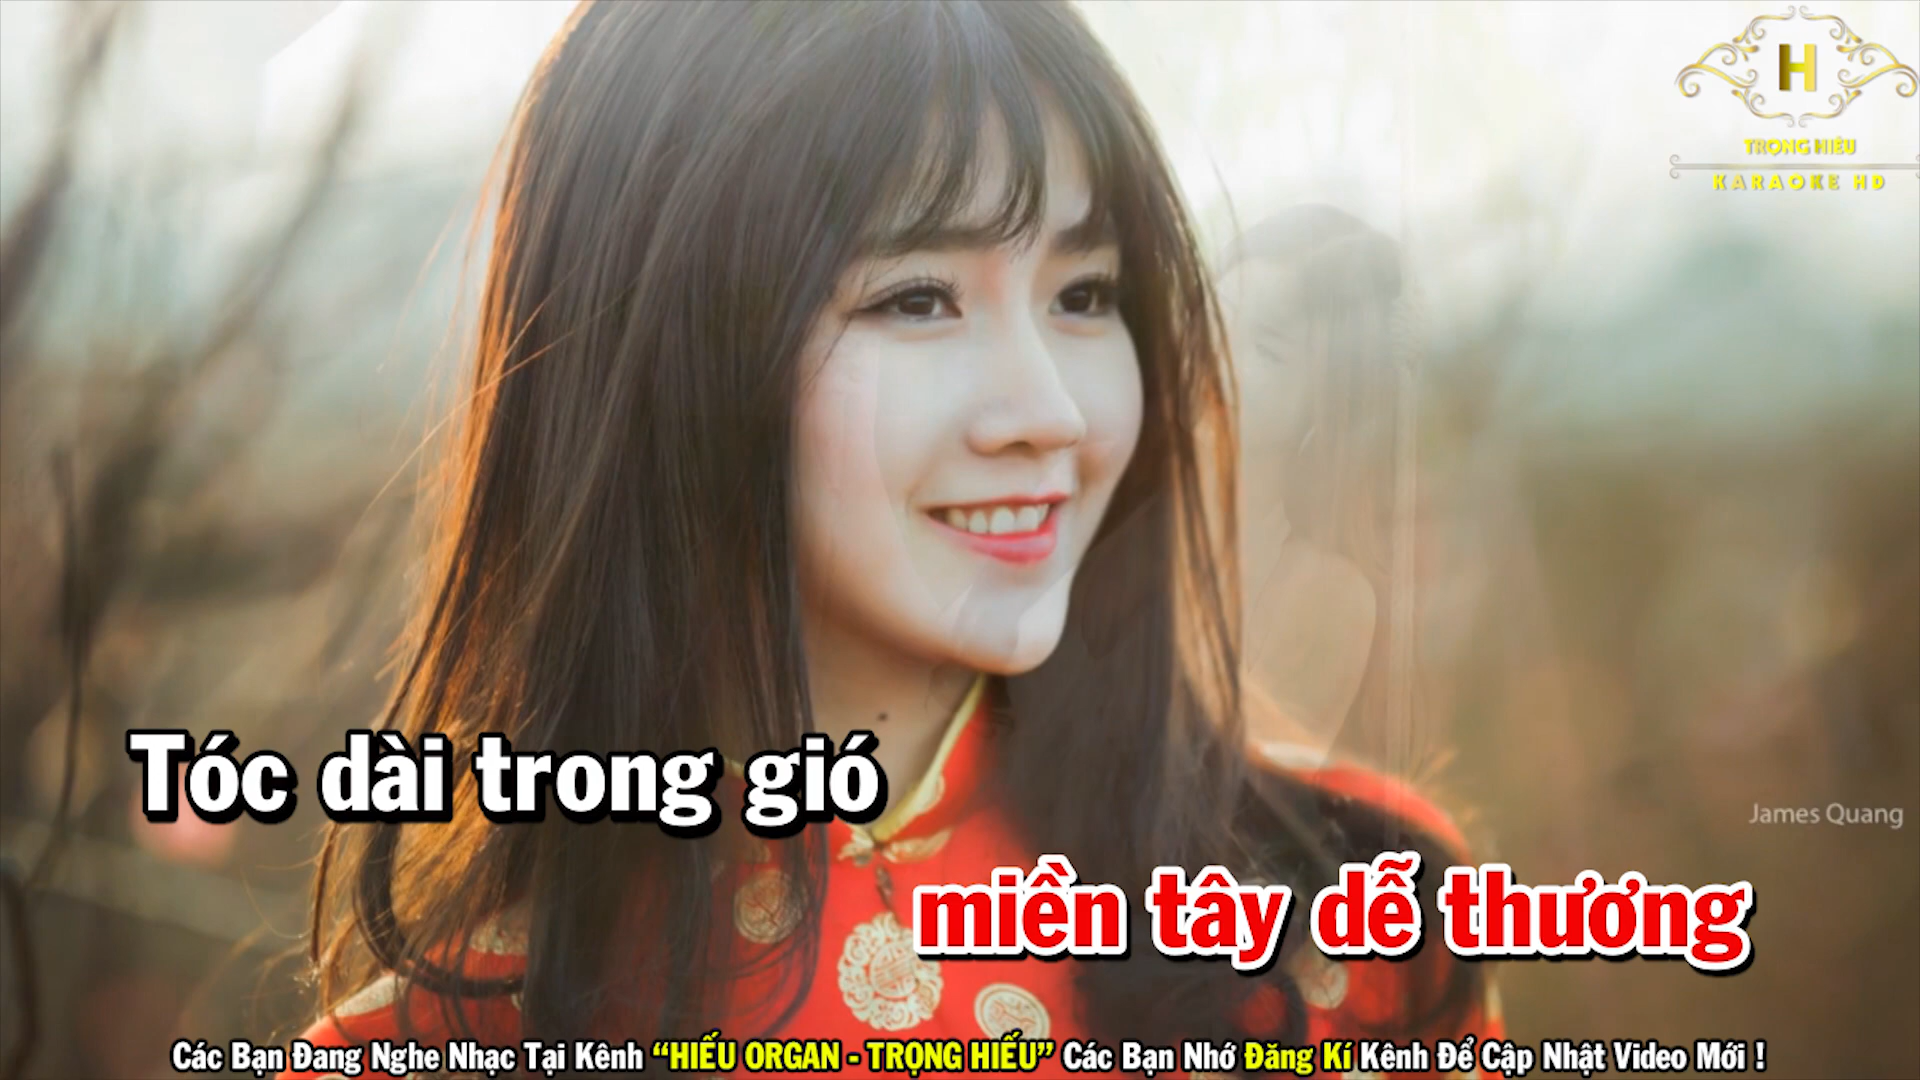 H
TRỌNG HIẾU
KARAOKE HD
Tóc dài trong gió
James Quang
miền tây dễ thương
Các Bạn Đang Nghe Nhạc Tại Kênh “HIẾU ORGAN - TRỌNG HIẾU” Các Bạn Nhớ Đăng Kí Kênh Để Cập Nhật Video Mới !